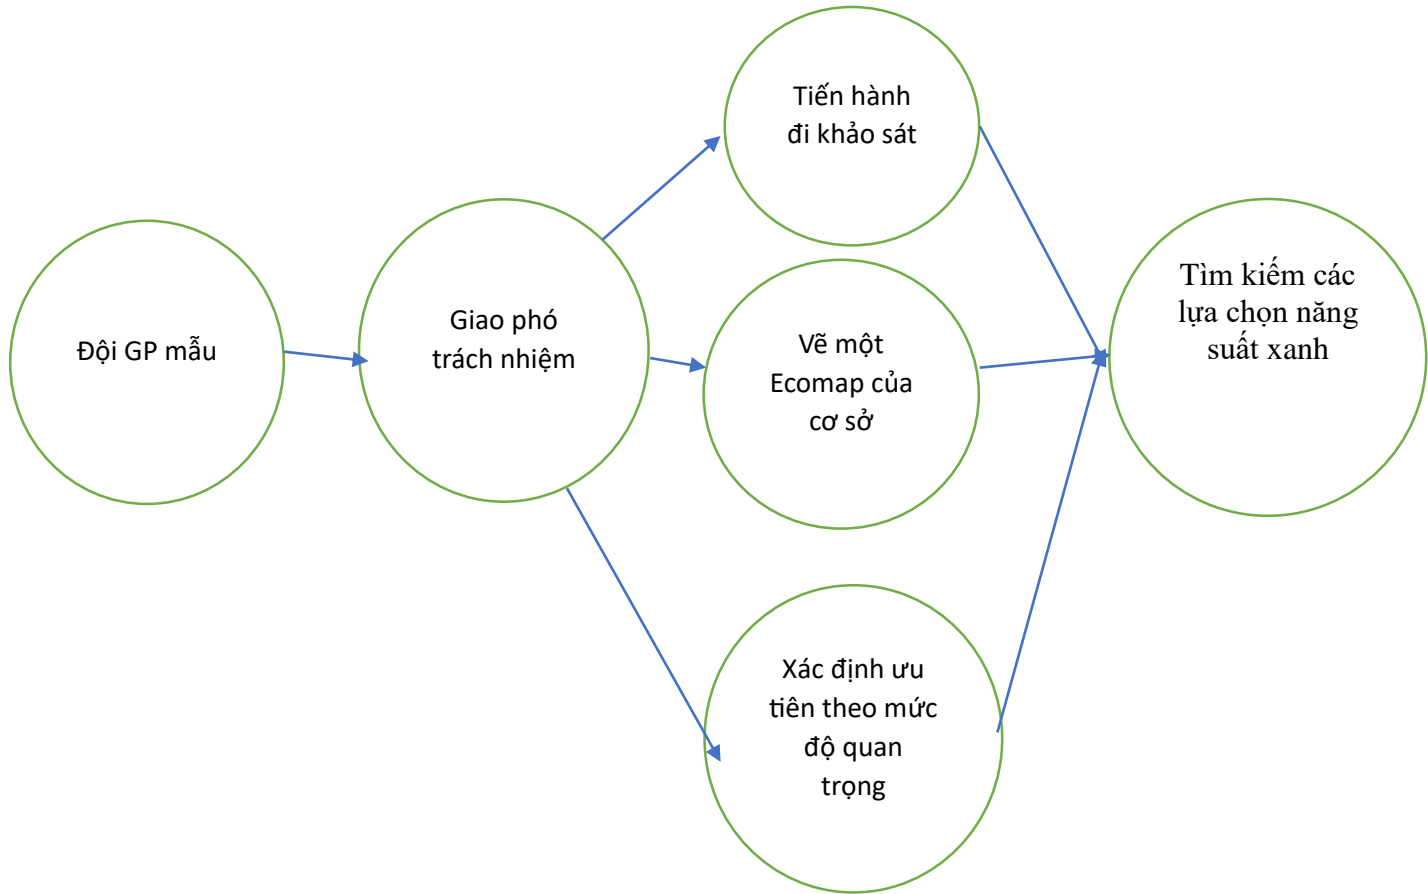 Đội GP mẫu
Giao phó
trách nhiệm
Tiến hành
đi khảo sát
Vẽ một
Ecomap của
cơ sở
Xác định ưu
tiên theo mức
độ quan
trọng
Tìm kiếm các
lựa chọn năng
suất xanh